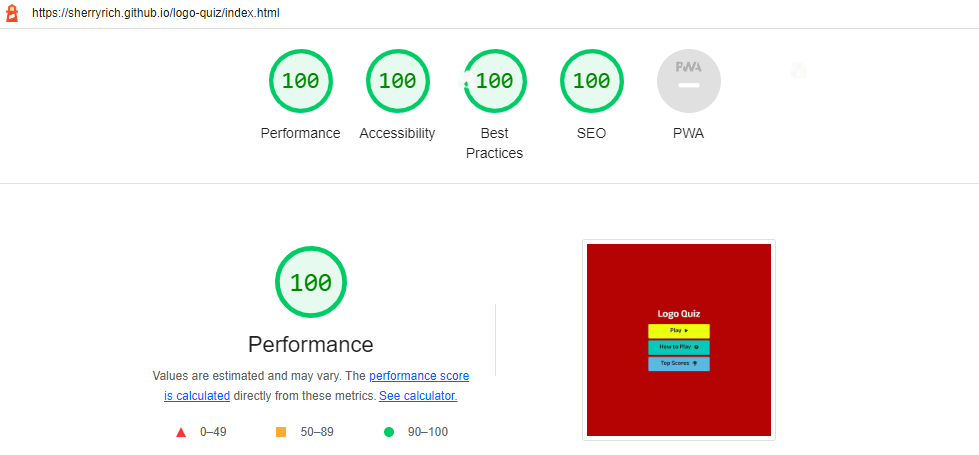 https://sherryrich.github.io/logo-quiz/index.html
100 100 100 100 PWA
Performance Accessibility Best Practices SEO PWA
100
Performance
Values are estimated and may vary. The performance score
is calculated directly from these metrics. See calculator.
0–49 50–89 90–100
Logo Quiz
Play
How to Play
Top Scores